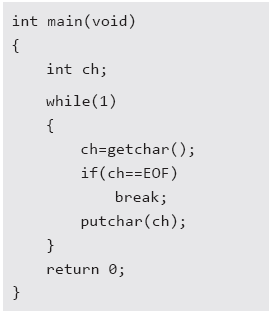 int main(void)
{
    int ch;
    while(1)
    {
        ch=getchar();
        if(ch==EOF)
            break;
        putchar(ch);
    }
    return 0;
}